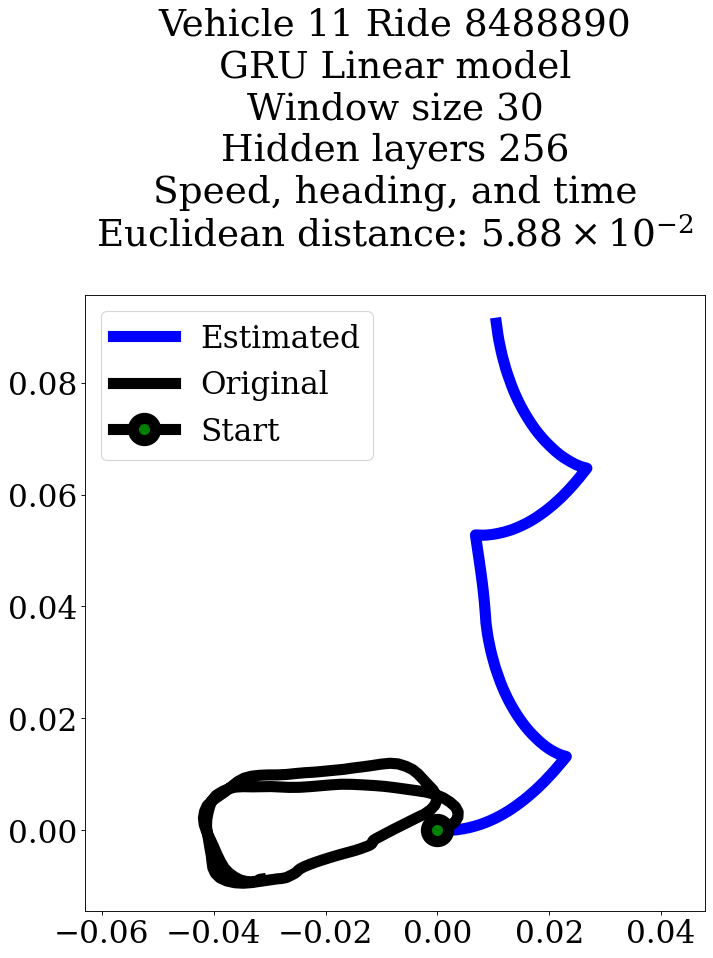 Vehicle 11 Ride 8488890
GRU Linear model
Window size 30
Hidden layers 256
Speed, heading, and time
Euclidean distance: 5.88 × 10⁻²
Estimated
Original
Start
0.08
0.06
0.04
0.02
0.00
−0.06 −0.04 −0.02 0.00 0.02 0.04